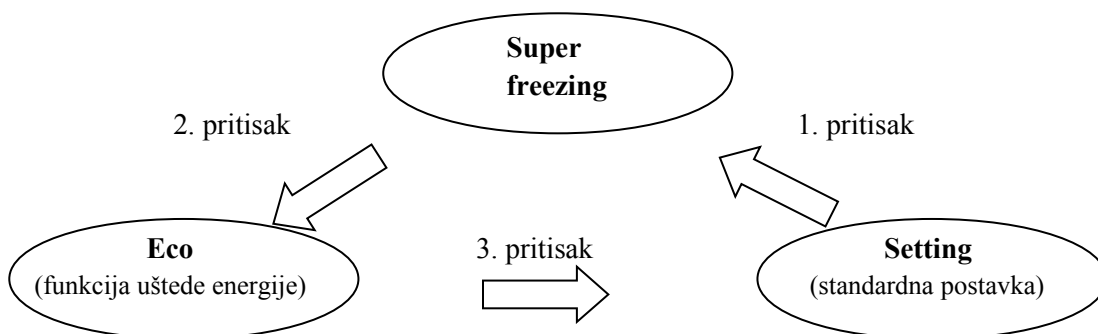 Super
freezing
2. pritisak
1. pritisak
Eco
(funkcija uštede energije)
3. pritisak
Setting
(standardna postavka)